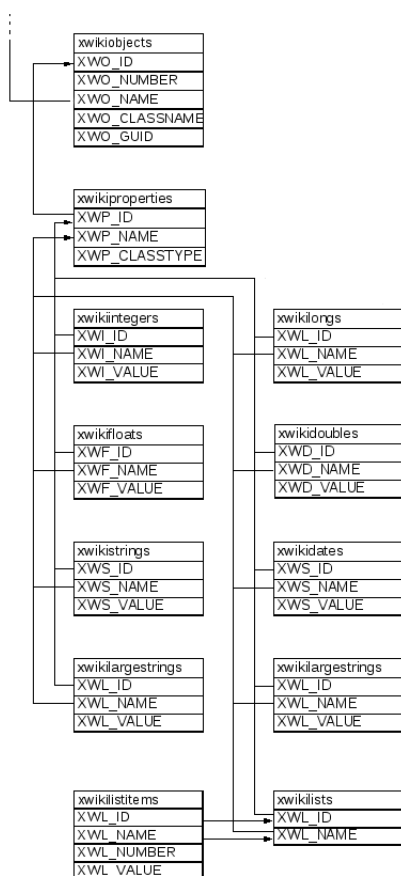 xwikiobjects
XWO_ID
XWO_NUMBER
XWO_NAME
XWO_CLASSNAME
XWO_GUID
xwikiproperties
XWP_ID
XWP_NAME
XWP_CLASSTYPE
xwikiintegers
XWI_ID
XWI_NAME
XWI_VALUE
xwikilongs
XWL_ID
XWL_NAME
XWL_VALUE
xwikifloats
XWF_ID
XWF_NAME
XWF_VALUE
xwikidoubles
XWD_ID
XWD_NAME
XWD_VALUE
xwikistrings
XWS_ID
XWS_NAME
XWS_VALUE
xwikidates
XWS_ID
XWS_NAME
XWS_VALUE
xwikilargestrings
XWL_ID
XWL_NAME
XWL_VALUE
xwikilargestrings
XWL_ID
XWL_NAME
XWL_VALUE
xwikilistitems
XWL_ID
XWL_NAME
XWL_NUMBER
XWL_VALUE
xwikilists
XWL_ID
XWL_NAME